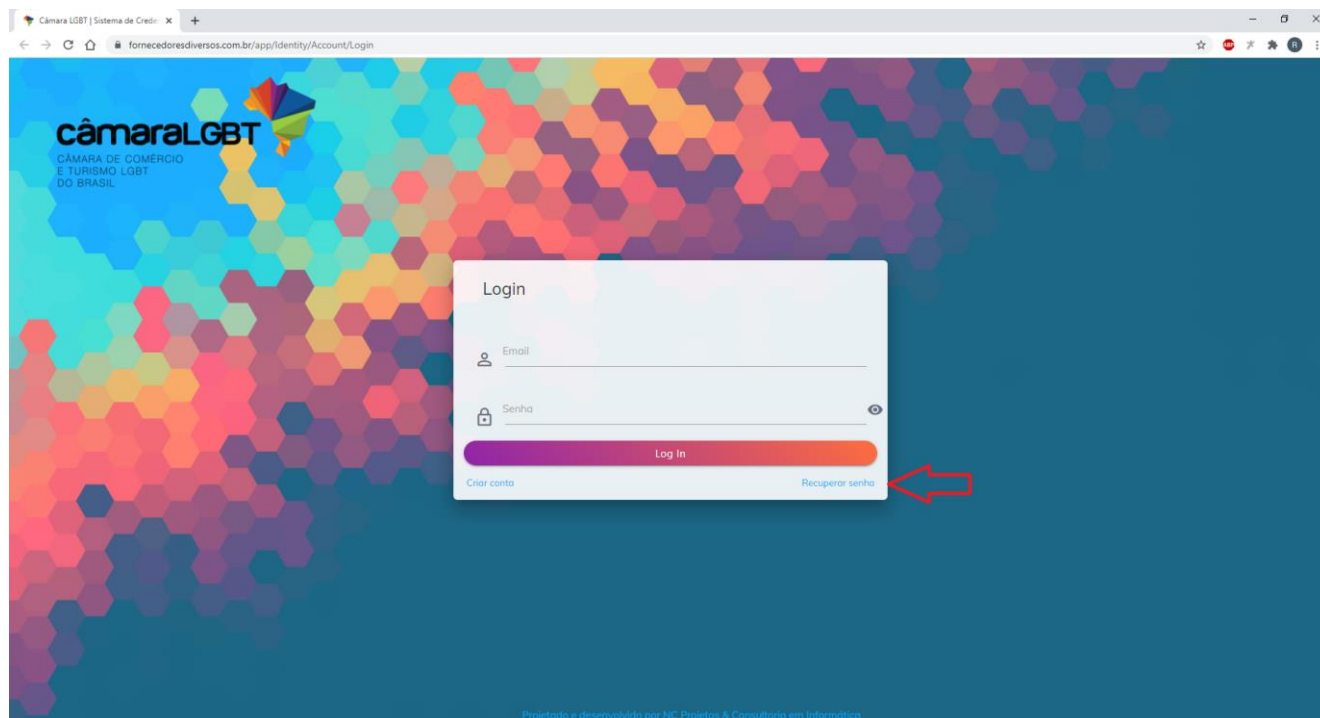 Câmara LGBT | Sistema de Crede
fornecedoresdiversos.com.br/app/Identity/Account/Login
ABP
R
câmaraLGBT
CÂMARA DE COMÉRCIO
E TURISMO LGBT
DO BRASIL
Login
Email
Senha
Log In
Criar conta Recuperar senha
Projetado e desenvolvido por NC Projetos & Consultoria em Informática